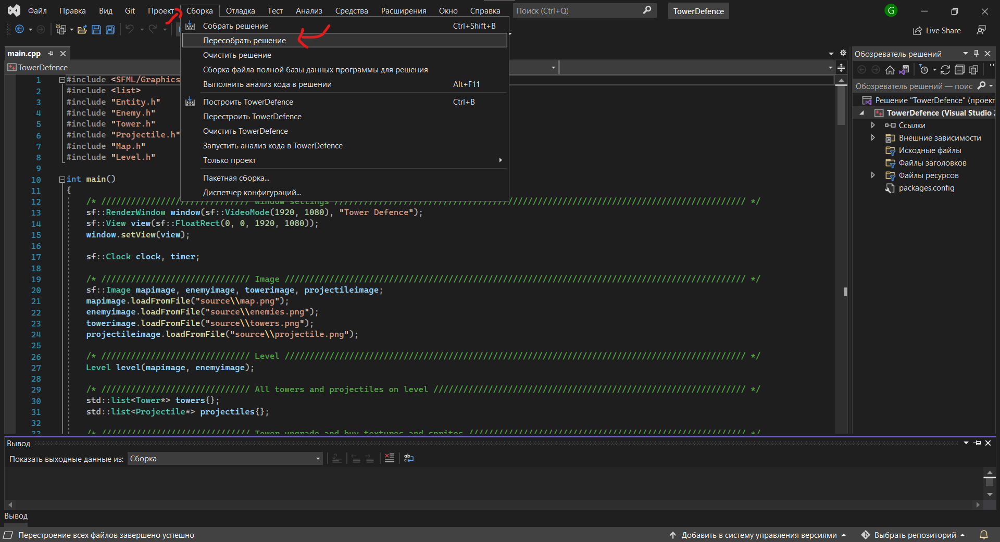 Файл Правка Вид Git Проект Сборка Отладка Тест Анализ Средства Расширения Окно Справка Поиск (Ctrl+Q) TowerDefence G
Live Share
Собрать решение Ctrl+Shift+B
Пересобрать решение
Очистить решение
Сборка файла полной базы данных программы для решения
Выполнить анализ кода в решении Alt+F11
Построить TowerDefence Ctrl+B
Перестроить TowerDefence
Очистить TowerDefence
Запустить анализ кода в TowerDefence
Только проект
Пакетная сборка...
Диспетчер конфигураций...
main.cpp
TowerDefence
1 #include <SFML/Graphics
2 #include <list>
3 #include "Entity.h"
4 #include "Enemy.h"
5 #include "Tower.h"
6 #include "Projectile.h"
7 #include "Map.h"
8 #include "Level.h"
9
10 int main()
11 {
12 /* ////////////////////////////// Window settings /////////////////////////////////////////////////////////////////////////////////// */
13 sf::RenderWindow window(sf::VideoMode(1920, 1080), "Tower Defence");
14 sf::View view(sf::FloatRect(0, 0, 1920, 1080));
15 window.setView(view);
16
17 sf::Clock clock, timer;
18
19 /* ////////////////////////////// Image ///////////////////////////////////////////////////////////////////////////////////////////// */
20 sf::Image mapimage, enemyimage, towerimage, projectileimage;
21 mapimage.loadFromFile("source\\map.png");
22 enemyimage.loadFromFile("source\\enemies.png");
23 towerimage.loadFromFile("source\\towers.png");
24 projectileimage.loadFromFile("source\\projectile.png");
25
26 /* ////////////////////////////// Level ///////////////////////////////////////////////////////////////////////////////////////////// */
27 Level level(mapimage, enemyimage);
28
29 /* ////////////////////////////// All towers and projectiles on level /////////////////////////////////////////////////////////////// */
30 std::list<Tower*> towers{};
31 std::list<Projectile*> projectiles{};
32
33 /* ////////////////////////////// Tower upgrade and buy textures and sprites //////////////////////////////////////////////////////// */
Обозреватель решений
Обозреватель решений — поис
Решение "TowerDefence" (проект
TowerDefence (Visual Studio 2
Ссылки
Внешние зависимости
Исходные файлы
Файлы заголовков
Файлы ресурсов
packages.config
Вывод
Показать выходные данные из: Сборка
Вывод
Перестроение всех файлов завершено успешно Добавить в систему управления версиями Выбрать репозиторий